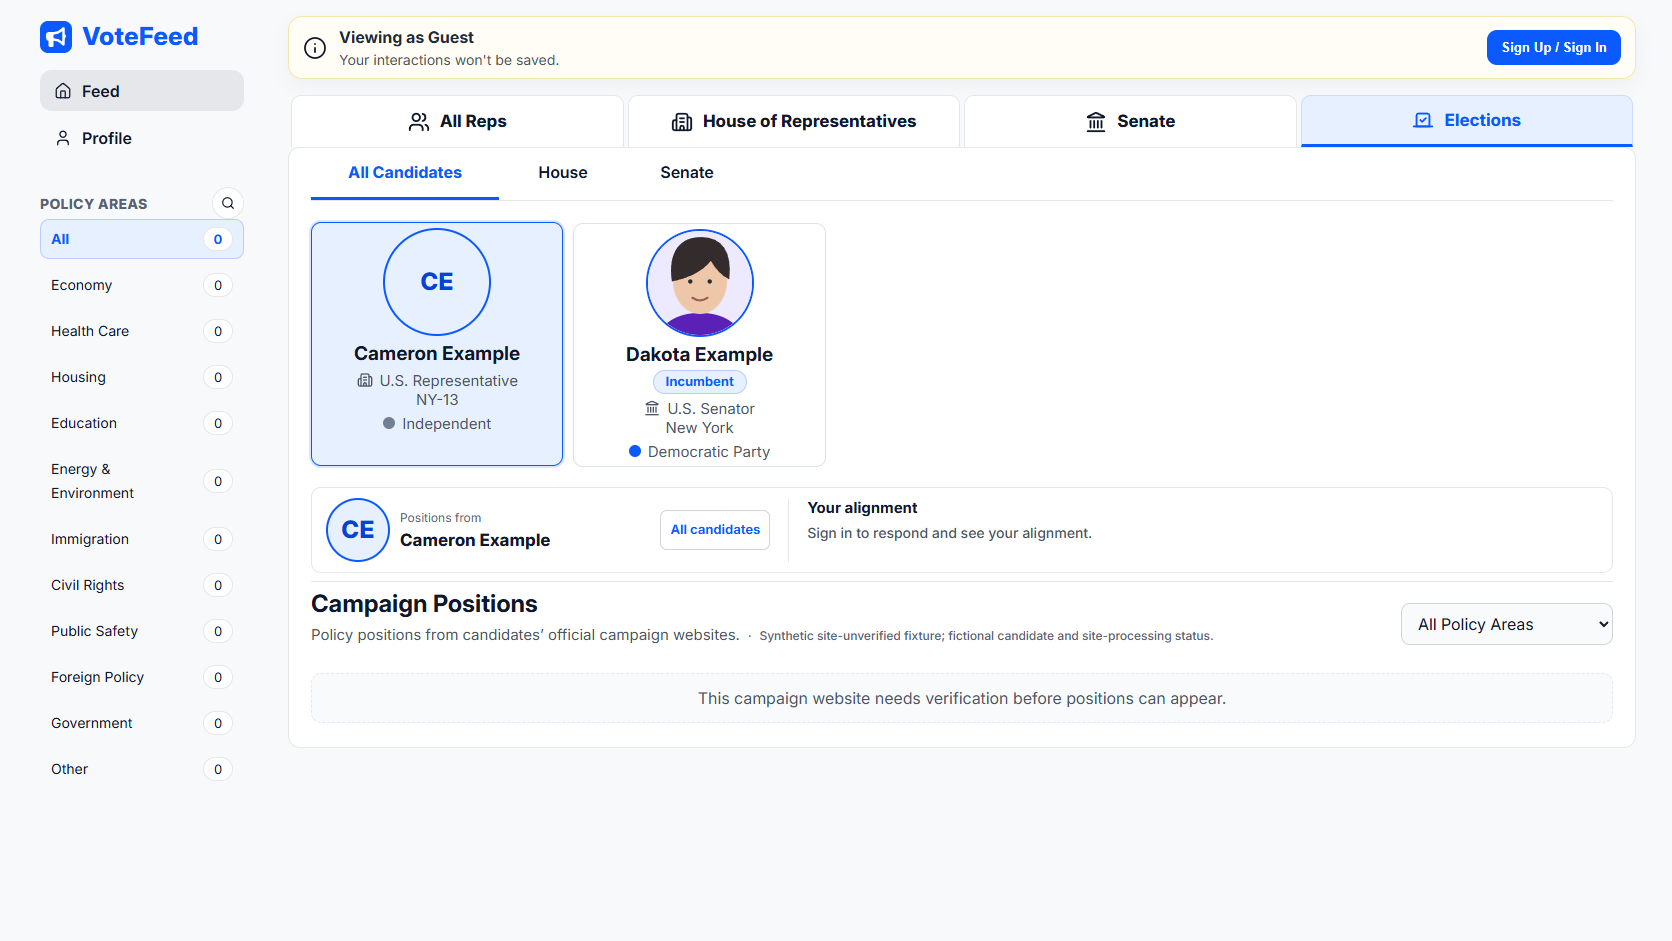 VoteFeed
Feed
Profile
POLICY AREAS
All 0
Economy 0
Health Care 0
Housing 0
Education 0
Energy &
Environment 0
Immigration 0
Civil Rights 0
Public Safety 0
Foreign Policy 0
Government 0
Other 0
Viewing as Guest
Your interactions won't be saved.
Sign Up / Sign In
All Reps
House of Representatives
Senate
Elections
All Candidates
House
Senate
CE
Cameron Example
U.S. Representative
NY-13
Independent
Dakota Example
Incumbent
U.S. Senator
New York
Democratic Party
CE
Positions from
Cameron Example
All candidates
Your alignment
Sign in to respond and see your alignment.
Campaign Positions
Policy positions from candidates’ official campaign websites. · Synthetic site-unverified fixture; fictional candidate and site-processing status.
All Policy Areas
This campaign website needs verification before positions can appear.